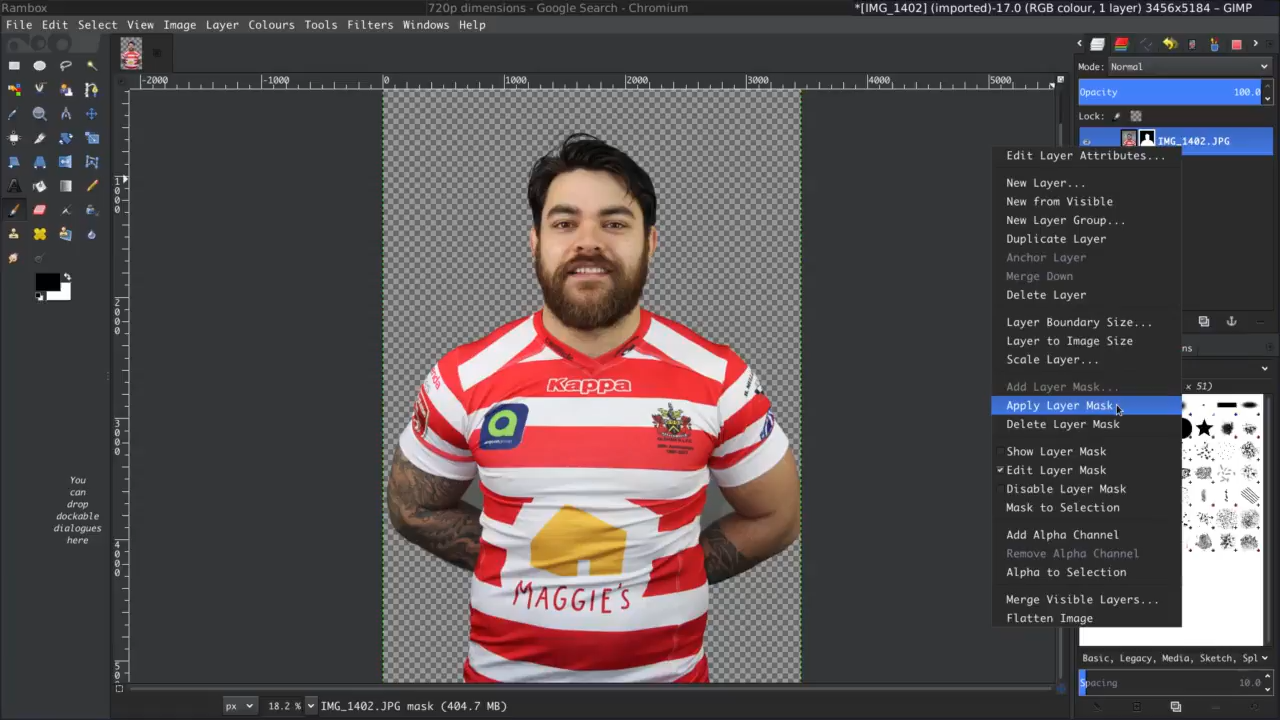 Rambox
720p dimensions - Google Search - Chromium
*[IMG_1402] (imported)-17.0 (RGB colour, 1 layer) 3456x5184 – GIMP
File Edit Select View Image Layer Colours Tools Filters Windows Help
-2000 -1000 0 1000 2000 3000 4000 5000
Mode: Normal
Opacity 100.0
Lock:
IMG_1402.JPG
Edit Layer Attributes...
New Layer...
New from Visible
New Layer Group...
Duplicate Layer
Anchor Layer
Merge Down
Delete Layer
Layer Boundary Size...
Layer to Image Size
Scale Layer...
Add Layer Mask...
Apply Layer Mask
Delete Layer Mask
Show Layer Mask
Edit Layer Mask
Disable Layer Mask
Mask to Selection
Add Alpha Channel
Remove Alpha Channel
Alpha to Selection
Merge Visible Layers...
Flatten Image
ns
x 51)
Basic, Legacy, Media, Sketch, Spl
Spacing 10.0
You
can
drop
dockable
dialogues
here
Kappa
MAGGIE'S
px 18.2 % IMG_1402.JPG mask (404.7 MB)